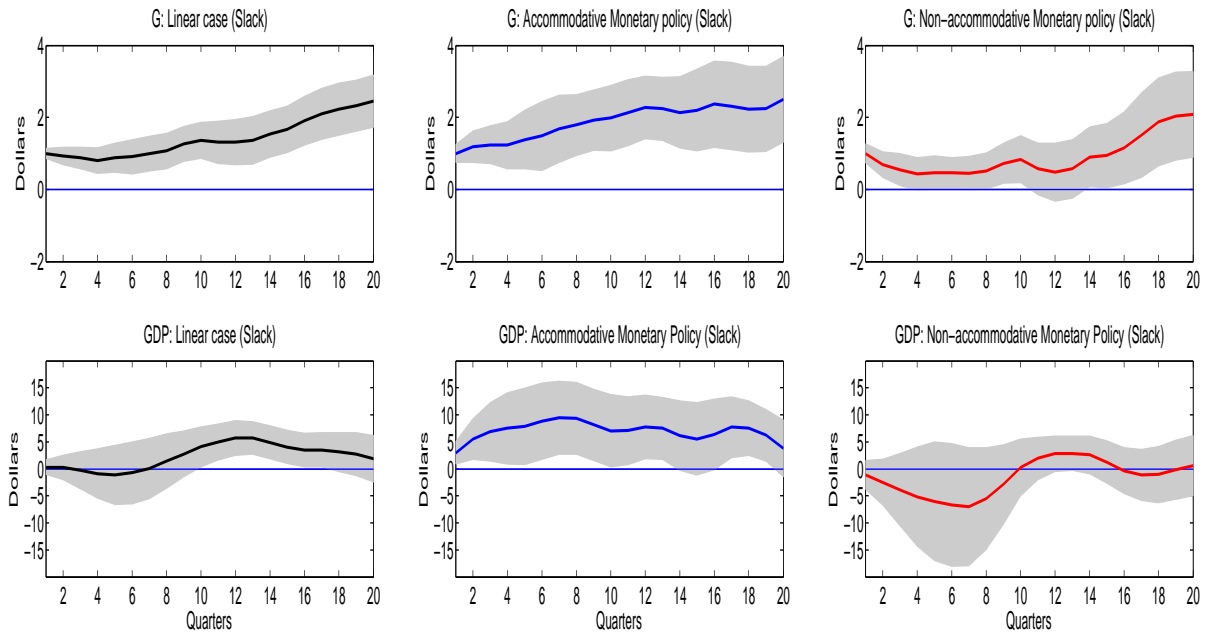 G: Linear case (Slack)
G: Accommodative Monetary policy (Slack)
G: Non−accommodative Monetary policy (Slack)
4
2
0
−2
Dollars
2 4 6 8 10 12 14 16 18 20
4
2
0
−2
Dollars
2 4 6 8 10 12 14 16 18 20
4
2
0
−2
Dollars
2 4 6 8 10 12 14 16 18 20
GDP: Linear case (Slack)
GDP: Accommodative Monetary Policy (Slack)
GDP: Non−accommodative Monetary Policy (Slack)
15
10
5
0
−5
−10
−15
Dollars
2 4 6 8 10 12 14 16 18 20
Quarters
15
10
5
0
−5
−10
−15
Dollars
2 4 6 8 10 12 14 16 18 20
Quarters
15
10
5
0
−5
−10
−15
Dollars
2 4 6 8 10 12 14 16 18 20
Quarters